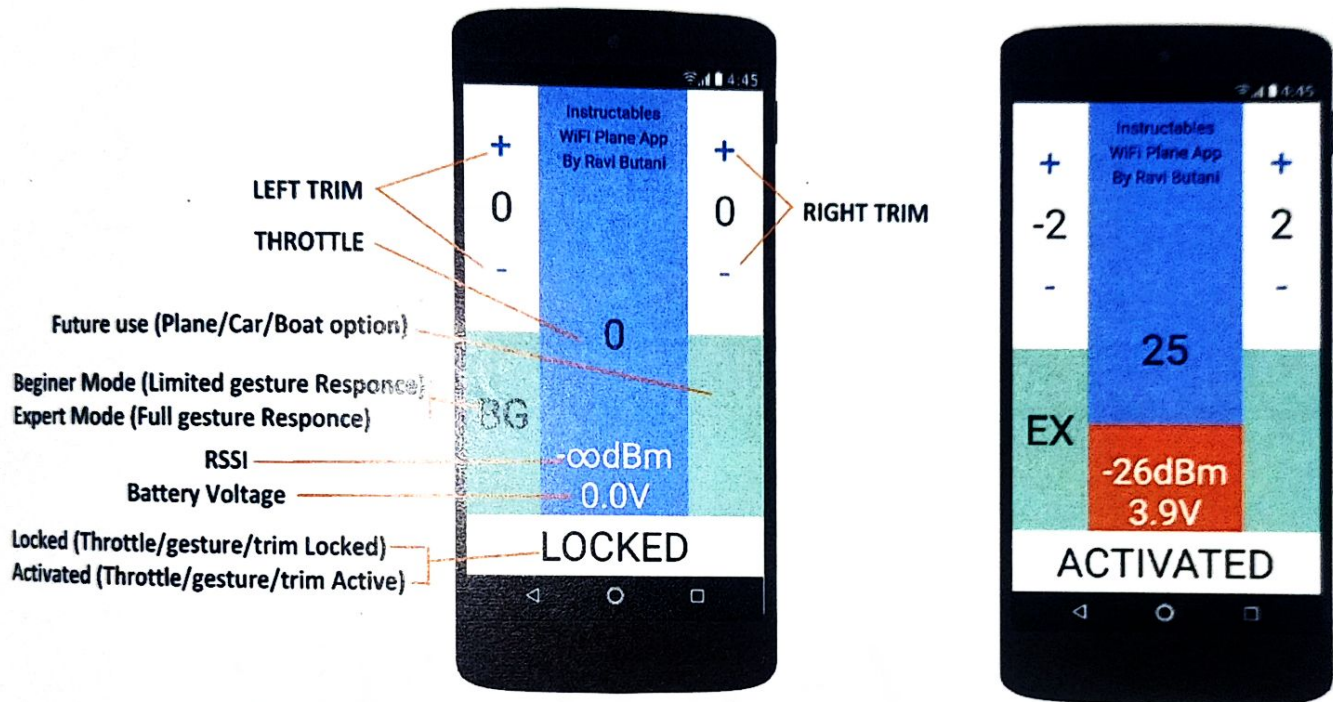 4:45
Instructables
WiFi Plane App
By Ravi Butani
+
+
LEFT TRIM
0
0
RIGHT TRIM
THROTTLE
-
-
Future use (Plane/Car/Boat option)
0
Beginer Mode (Limited gesture Responce)
Expert Mode (Full gesture Responce)
BG
RSSI
-∞dBm
Battery Voltage
0.0V
Locked (Throttle/gesture/trim Locked)
Activated (Throttle/gesture/trim Active)
LOCKED
4:45
Instructables
WiFi Plane App
By Ravi Butani
+
+
-2
2
-
-
25
EX
-26dBm
3.9V
ACTIVATED